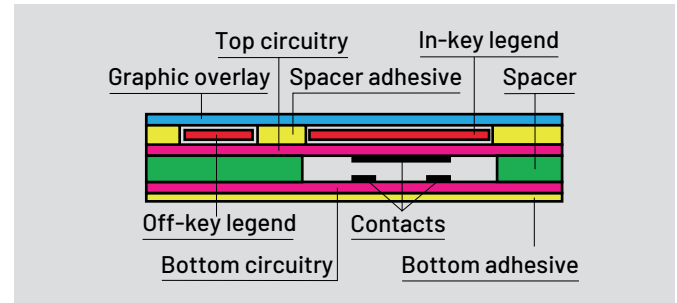 Top circuitry
In-key legend
Graphic overlay
Spacer adhesive
Spacer
Off-key legend
Contacts
Bottom circuitry
Bottom adhesive